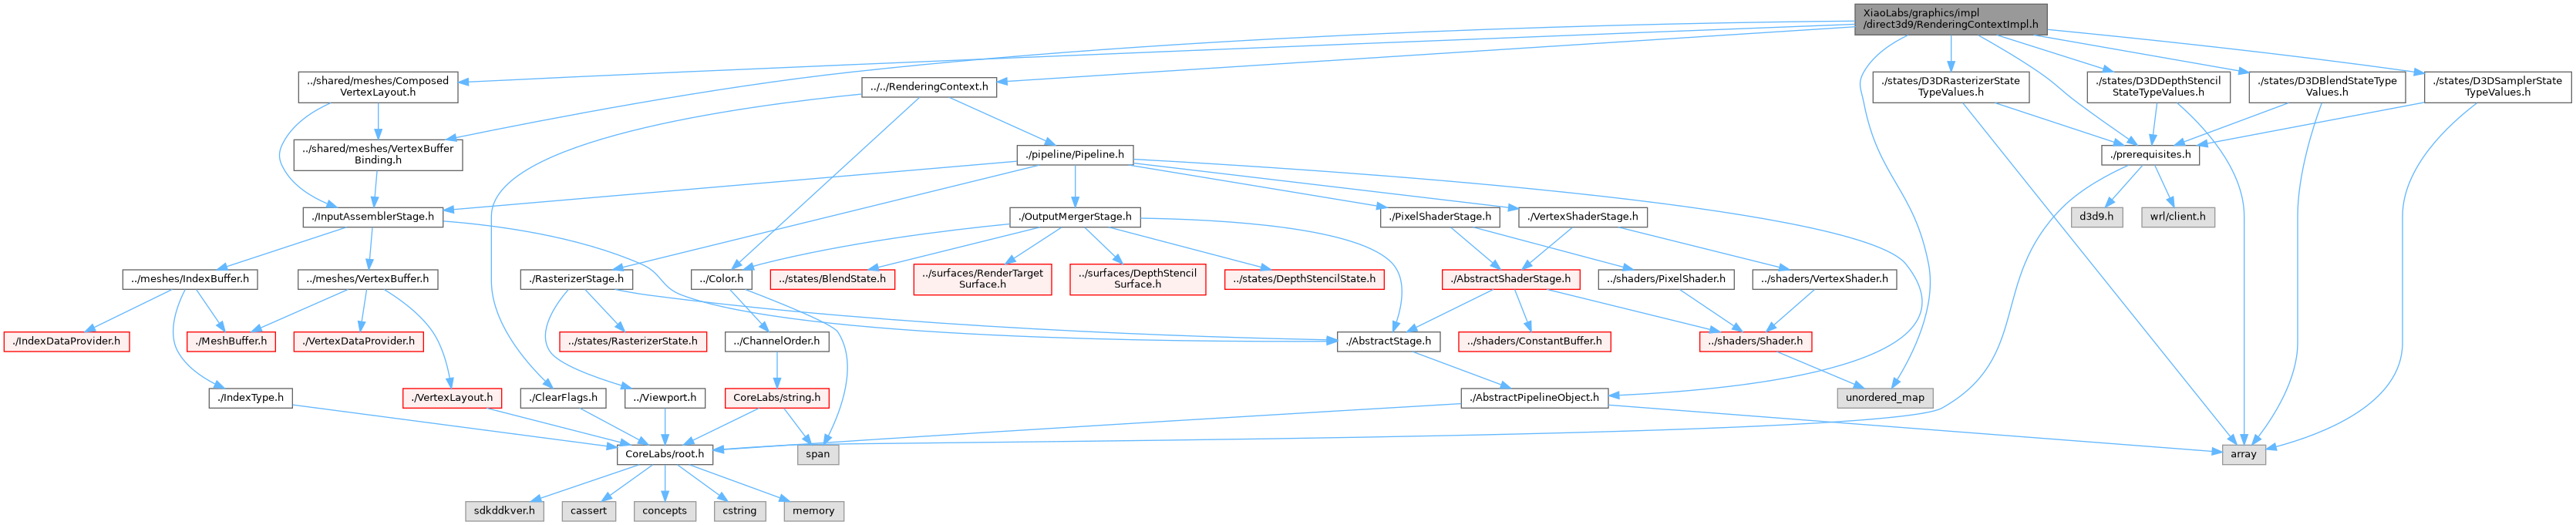 XiaoLabs/graphics/impl
/direct3d9/RenderingContextImpl.h
../shared/meshes/Composed
VertexLayout.h
../../RenderingContext.h
./states/D3DRasterizerState
TypeValues.h
./states/D3DDepthStencil
StateTypeValues.h
./states/D3DBlendStateType
Values.h
./states/D3DSamplerState
TypeValues.h
../shared/meshes/VertexBuffer
Binding.h
./pipeline/Pipeline.h
./prerequisites.h
./InputAssemblerStage.h
./OutputMergerStage.h
./PixelShaderStage.h
./VertexShaderStage.h
d3d9.h
wrl/client.h
../meshes/IndexBuffer.h
../meshes/VertexBuffer.h
./RasterizerStage.h
../Color.h
../states/BlendState.h
../surfaces/RenderTarget
Surface.h
../surfaces/DepthStencil
Surface.h
../states/DepthStencilState.h
./AbstractShaderStage.h
../shaders/PixelShader.h
../shaders/VertexShader.h
./IndexDataProvider.h
./MeshBuffer.h
./VertexDataProvider.h
../states/RasterizerState.h
../ChannelOrder.h
./AbstractStage.h
../shaders/ConstantBuffer.h
../shaders/Shader.h
./IndexType.h
./VertexLayout.h
./ClearFlags.h
../Viewport.h
CoreLabs/string.h
./AbstractPipelineObject.h
unordered_map
CoreLabs/root.h
span
array
sdkddkver.h
cassert
concepts
cstring
memory